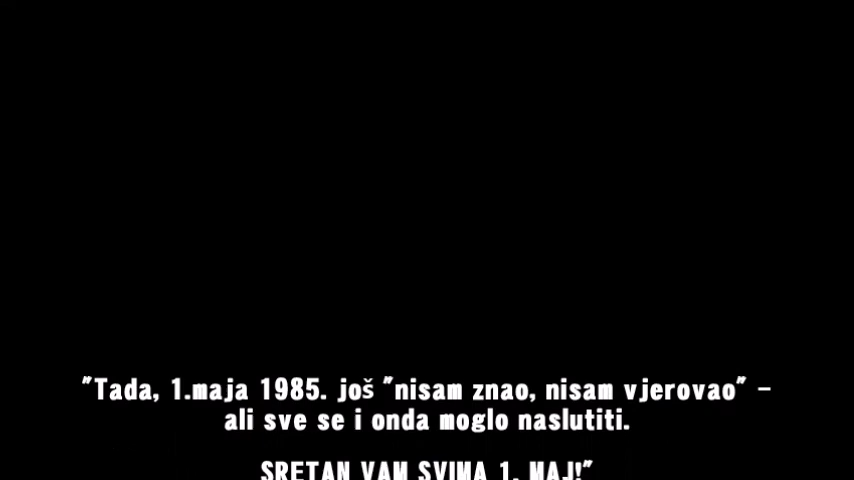 "Tada, 1.maja 1985. još "nisam znao, nisam vjerovao" –
ali sve se i onda moglo naslutiti.
SRETAN VAM SVIMA 1. MAJ!"